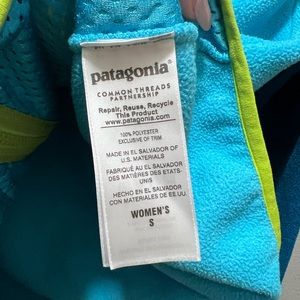 patagonia®
COMMON THREADS
PARTNERSHIP
Repair, Reuse, Recycle
This Product
www.patagonia.com
100% POLYESTER
EXCLUSIVE OF TRIM
MADE IN EL SALVADOR OF
U.S. MATERIALS
FABRIQUÉ AU EL SALVADOR
DES MATIÈRES DES ETATS-
UNIS
HECHO EN EL SALVADOR
CON MATERIALES DE EE.UU.
WOMEN'S
S